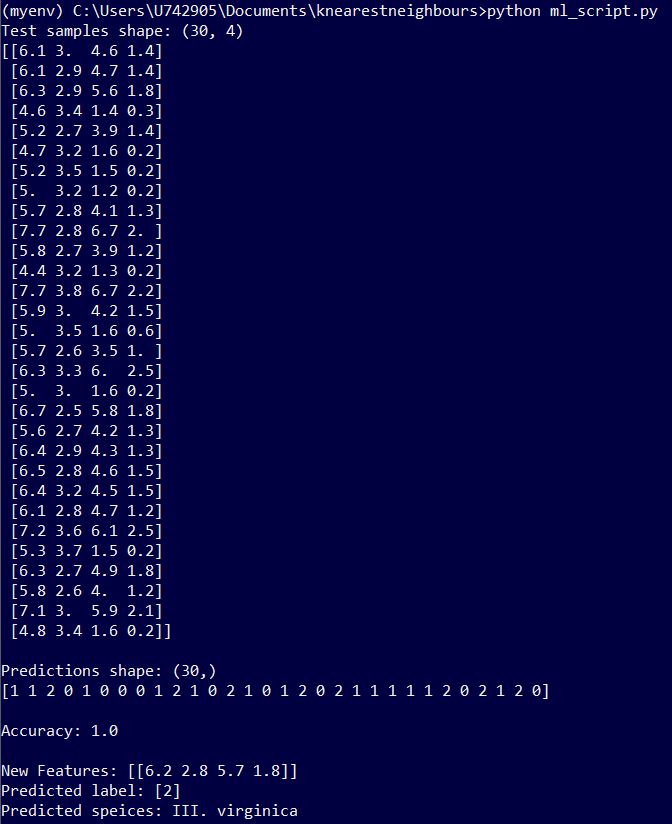 (myenv) C:\Users\U742905\Documents\knearestneighbours>python ml_script.py
Test samples shape: (30, 4)
[[6.1 3.  4.6 1.4]
 [6.1 2.9 4.7 1.4]
 [6.3 2.9 5.6 1.8]
 [4.6 3.4 1.4 0.3]
 [5.2 2.7 3.9 1.4]
 [4.7 3.2 1.6 0.2]
 [5.2 3.5 1.5 0.2]
 [5.  3.2 1.2 0.2]
 [5.7 2.8 4.1 1.3]
 [7.7 2.8 6.7 2. ]
 [5.8 2.7 3.9 1.2]
 [4.4 3.2 1.3 0.2]
 [7.7 3.8 6.7 2.2]
 [5.9 3.  4.2 1.5]
 [5.  3.5 1.6 0.6]
 [5.7 2.6 3.5 1. ]
 [6.3 3.3 6.  2.5]
 [5.  3.  1.6 0.2]
 [6.7 2.5 5.8 1.8]
 [5.6 2.7 4.2 1.3]
 [6.4 2.9 4.3 1.3]
 [6.5 2.8 4.6 1.5]
 [6.4 3.2 4.5 1.5]
 [6.1 2.8 4.7 1.2]
 [7.2 3.6 6.1 2.5]
 [5.3 3.7 1.5 0.2]
 [6.3 2.7 4.9 1.8]
 [5.8 2.6 4.  1.2]
 [7.1 3.  5.9 2.1]
 [4.8 3.4 1.6 0.2]]
Predictions shape: (30,)
[1 1 2 0 1 0 0 0 1 2 1 0 2 1 0 1 2 0 2 1 1 1 1 1 2 0 2 1 2 0]
Accuracy: 1.0
New Features: [[6.2 2.8 5.7 1.8]]
Predicted label: [2]
Predicted speices: III. virginica